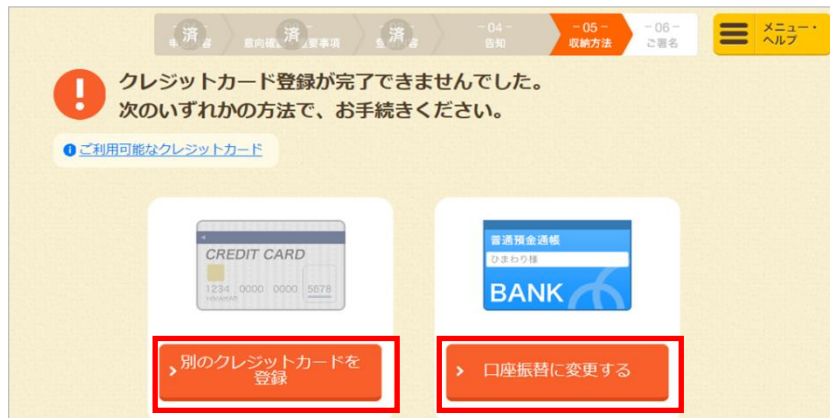 済
済
済
- 04 -
告知
- 05 -
収納方法
- 06 -
ご署名
メニュー・
ヘルプ
クレジットカード登録が完了できませんでした。
次のいずれかの方法で、お手続きください。
ご利用可能なクレジットカード
CREDIT CARD
1234 0000 0000 5678
普通預金通帳
ひまわり様
BANK
別のクレジットカードを
登録
口座振替に変更する